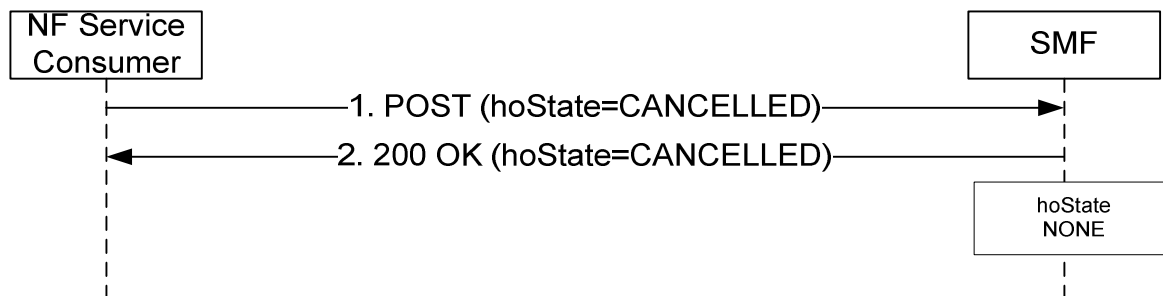 NF Service
Consumer
SMF
1. POST (hoState=CANCELLED)
2. 200 OK (hoState=CANCELLED)
hoState
NONE